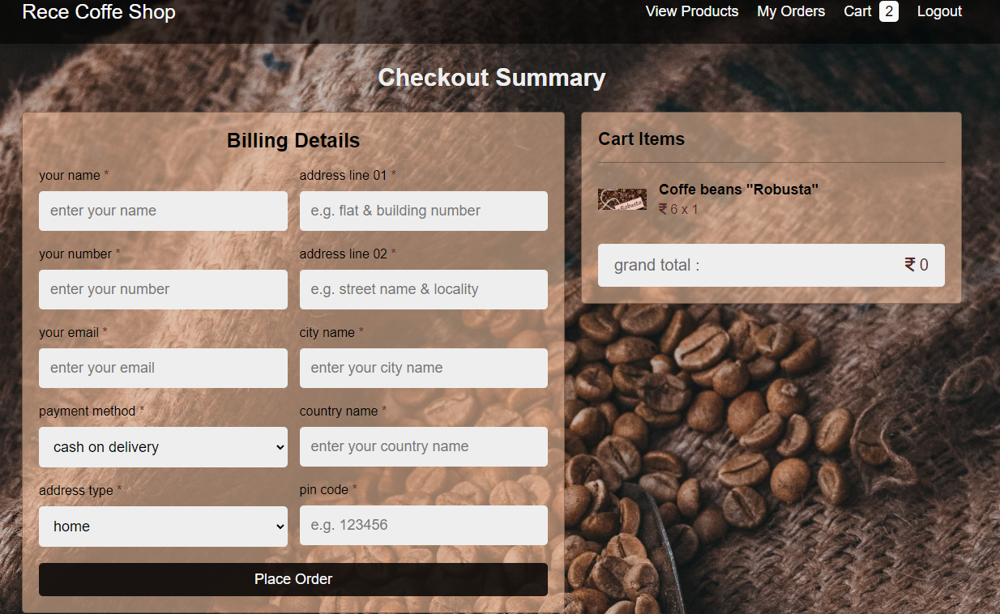 Rece Coffe Shop
View Products My Orders Cart 2 Logout
Checkout Summary
Billing Details
your name *
enter your name
your number *
enter your number
your email *
enter your email
payment method *
cash on delivery
address type *
home
address line 01 *
e.g. flat & building number
address line 02 *
e.g. street name & locality
city name *
enter your city name
country name *
enter your country name
pin code *
e.g. 123456
Place Order
Cart Items
Robusta
Coffe beans "Robusta"
₹ 6 x 1
grand total : ₹ 0